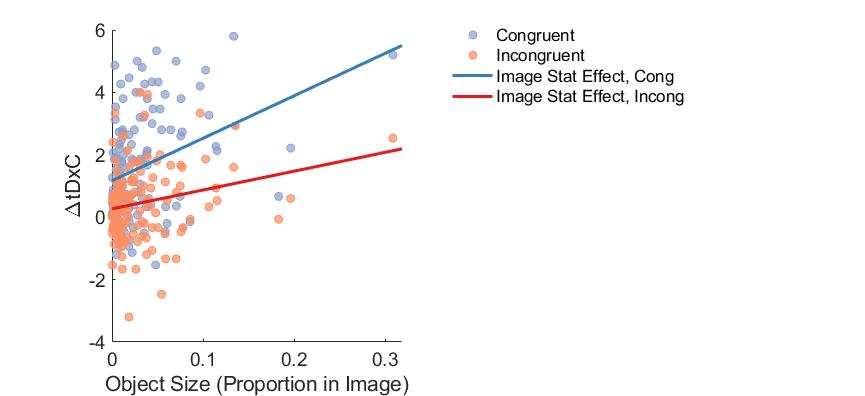 6
4
2
0
-2
-4
ΔtDxC
0
0.1
0.2
0.3
Object Size (Proportion in Image)
Congruent
Incongruent
Image Stat Effect, Cong
Image Stat Effect, Incong